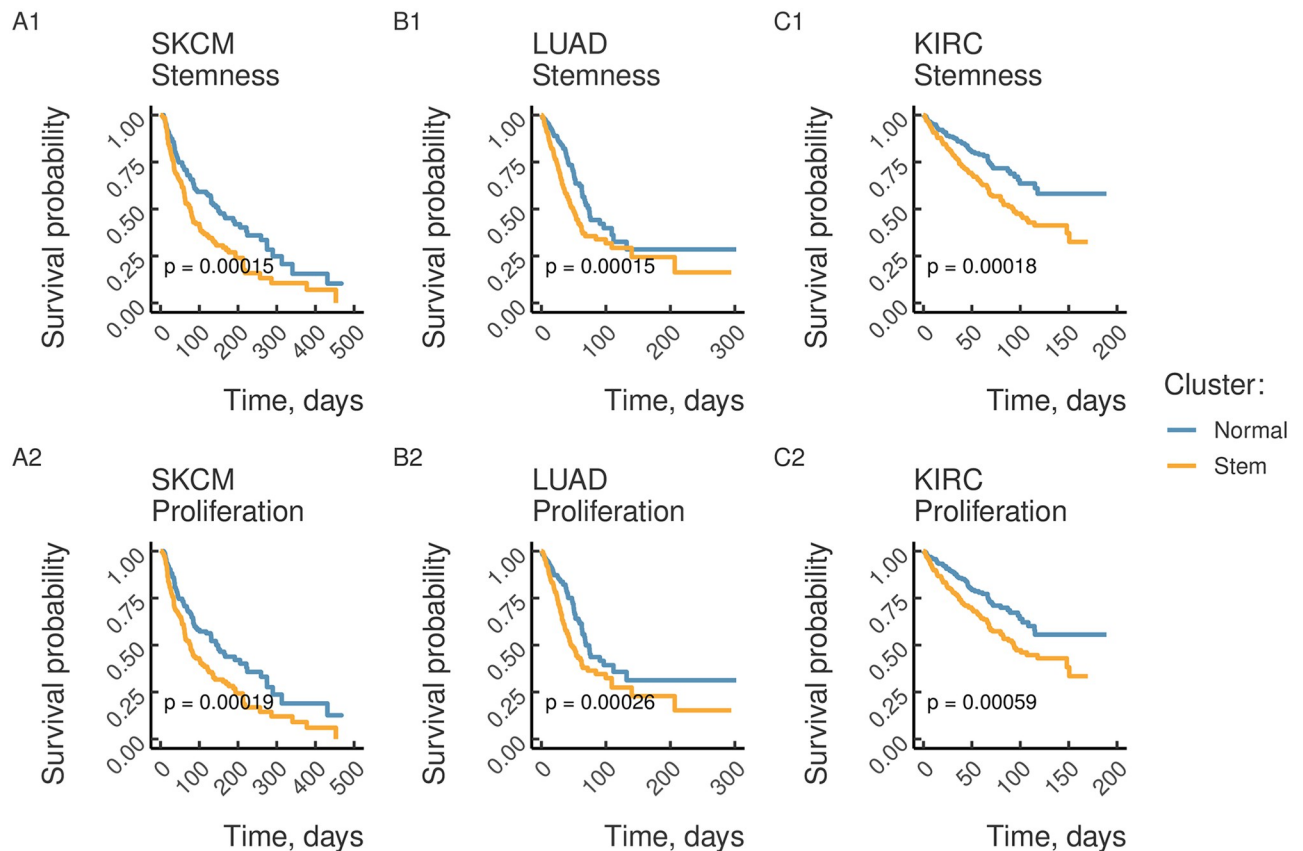 A1
SKCM
Stemness
Survival probability
1.00
0.75
0.50
0.25
0.00
p = 0.00015
0 100 200 300 400 500
Time, days
B1
LUAD
Stemness
Survival probability
1.00
0.75
0.50
0.25
0.00
p = 0.00015
0 100 200 300
Time, days
C1
KIRC
Stemness
Survival probability
1.00
0.75
0.50
0.25
0.00
p = 0.00018
0 50 100 150 200
Time, days
Cluster:
Normal
Stem
A2
SKCM
Proliferation
Survival probability
1.00
0.75
0.50
0.25
0.00
p = 0.00019
0 100 200 300 400 500
Time, days
B2
LUAD
Proliferation
Survival probability
1.00
0.75
0.50
0.25
0.00
p = 0.00026
0 100 200 300
Time, days
C2
KIRC
Proliferation
Survival probability
1.00
0.75
0.50
0.25
0.00
p = 0.00059
0 50 100 150 200
Time, days